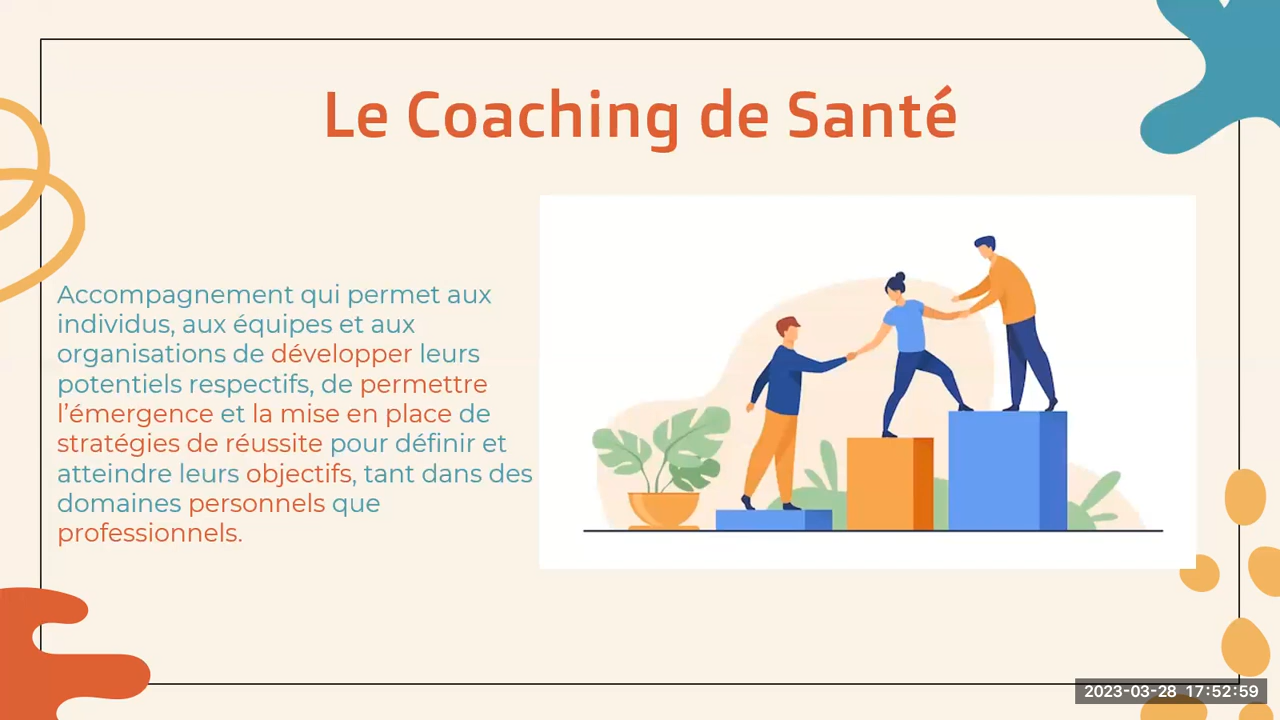 Le Coaching de Santé
Accompagnement qui permet aux
individus, aux équipes et aux
organisations de développer leurs
potentiels respectifs, de permettre
l’émergence et la mise en place de
stratégies de réussite pour définir et
atteindre leurs objectifs, tant dans des
domaines personnels que
professionnels.
2023-03-28 17:52:59